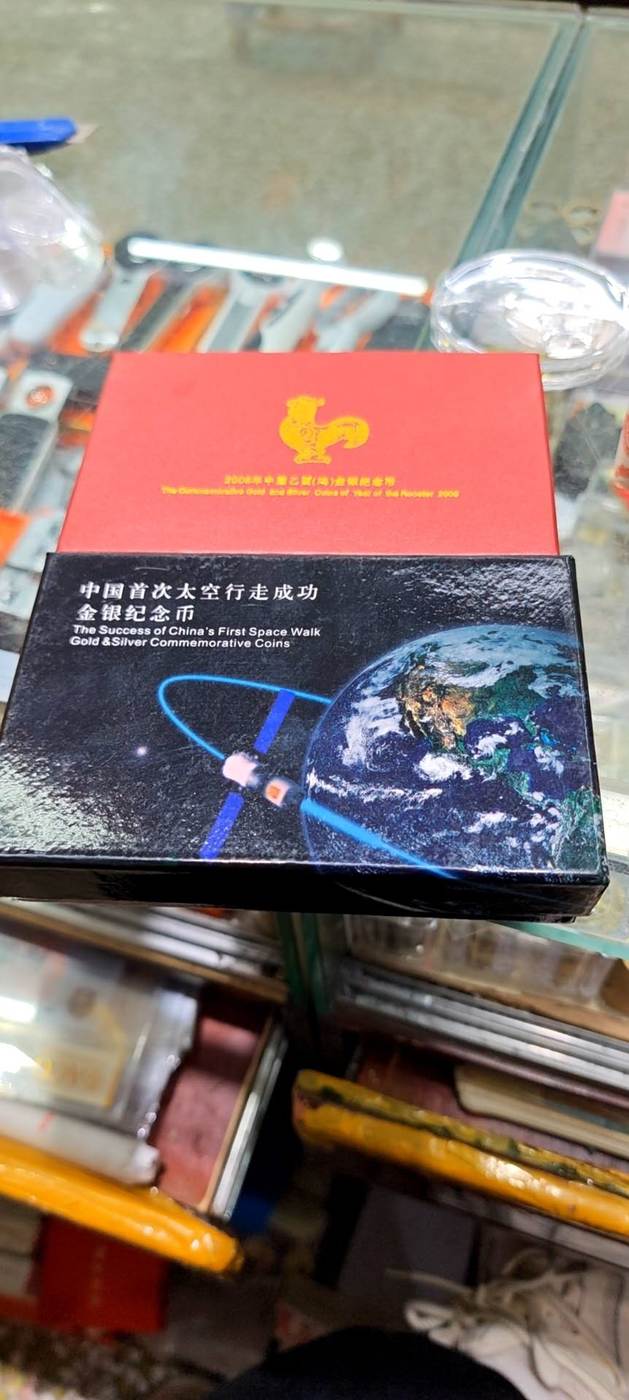 2005年中国乙酉(鸡)金银纪念币
The Commemorative Gold and Silver Coins of Year of the Rooster 2005
中国首次太空行走成功
金银纪念币
The Success of China's First Space Walk
Gold &Silver Commemorative Coins